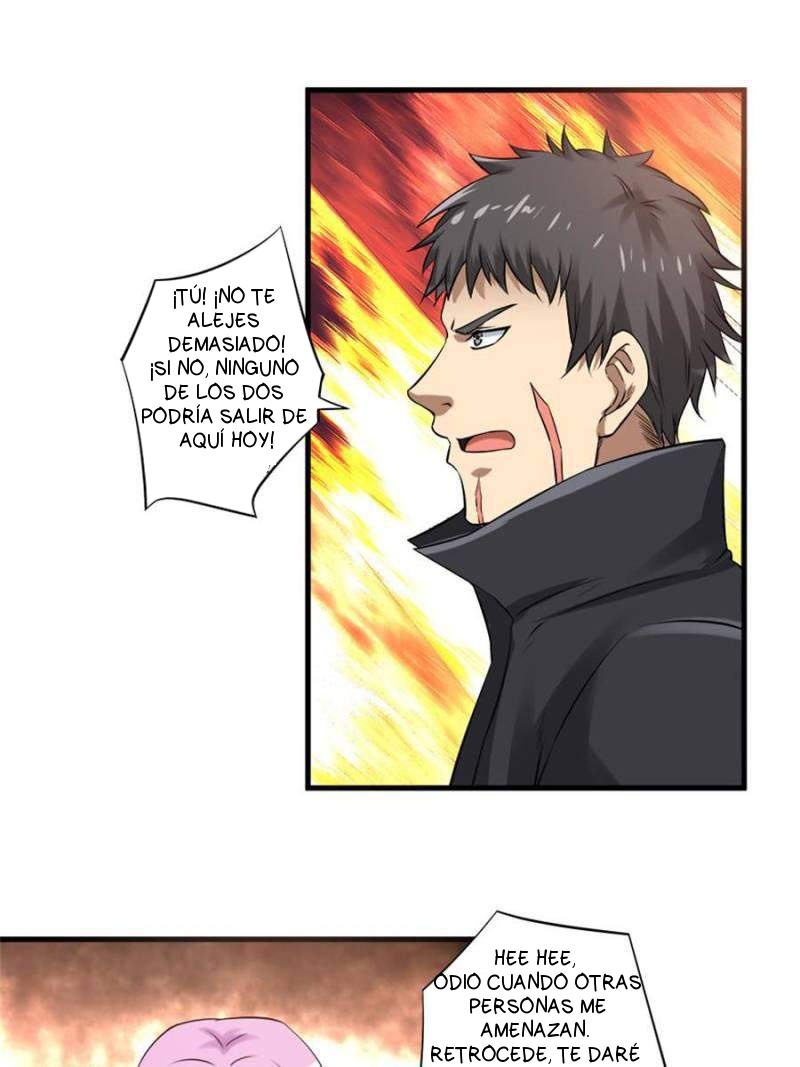 ¡TÚ! ¡NO TE
ALEJES
DEMASIADO!
¡SI NO, NINGUNO
DE LOS DOS
PODRÍA SALIR DE
AQUÍ HOY!
HEE HEE,
ODIO CUANDO OTRAS
PERSONAS ME
AMENAZAN.
RETROCEDE, TE DARÉ